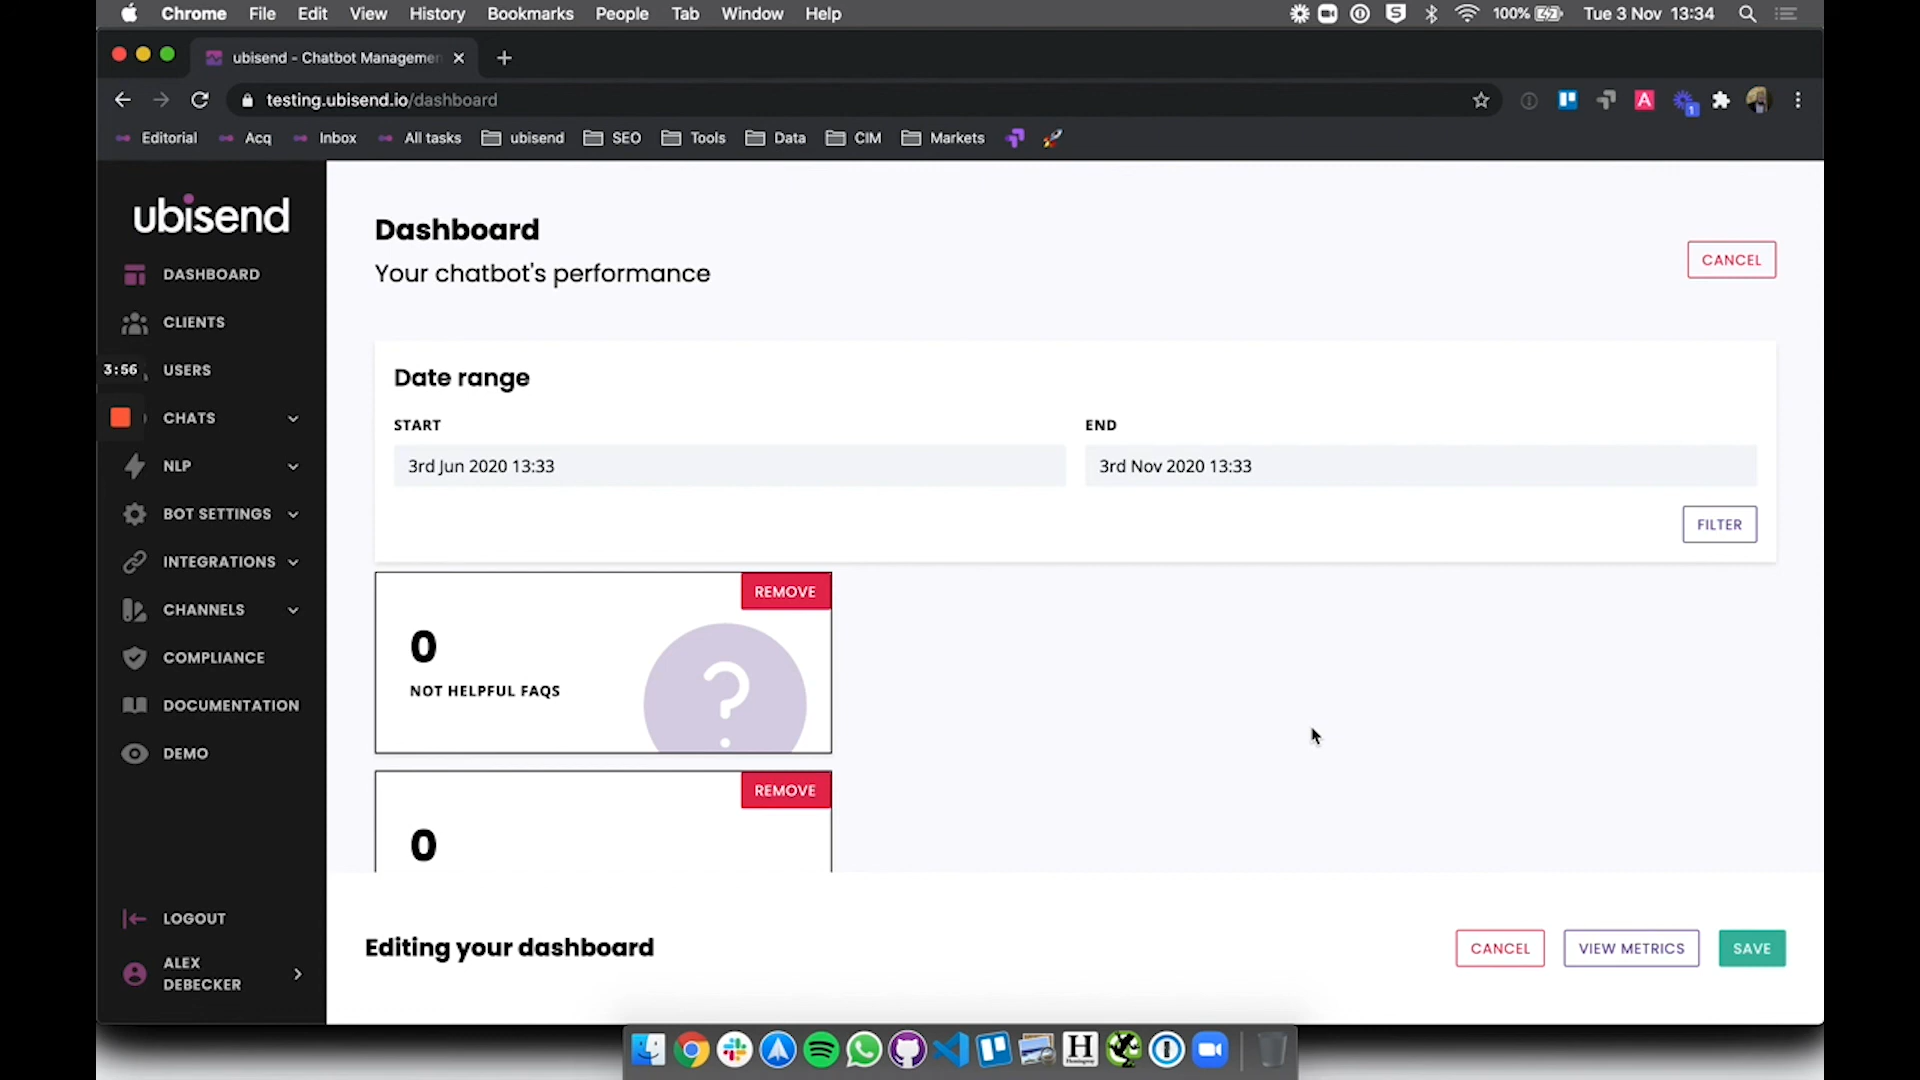 Chrome File Edit View History Bookmarks People Tab Window Help 100% Tue 3 Nov 13:34
ubisend - Chatbot Managemen
testing.ubisend.io/dashboard
Editorial Acq Inbox All tasks ubisend SEO Tools Data CIM Markets
ubisend
DASHBOARD
CLIENTS
3:56 USERS
CHATS
NLP
BOT SETTINGS
INTEGRATIONS
CHANNELS
COMPLIANCE
DOCUMENTATION
DEMO
LOGOUT
ALEX
DEBECKER
Dashboard
Your chatbot's performance
CANCEL
Date range
START
3rd Jun 2020 13:33
END
3rd Nov 2020 13:33
FILTER
REMOVE
0
NOT HELPFUL FAQS
?
REMOVE
0
Editing your dashboard
CANCEL VIEW METRICS SAVE